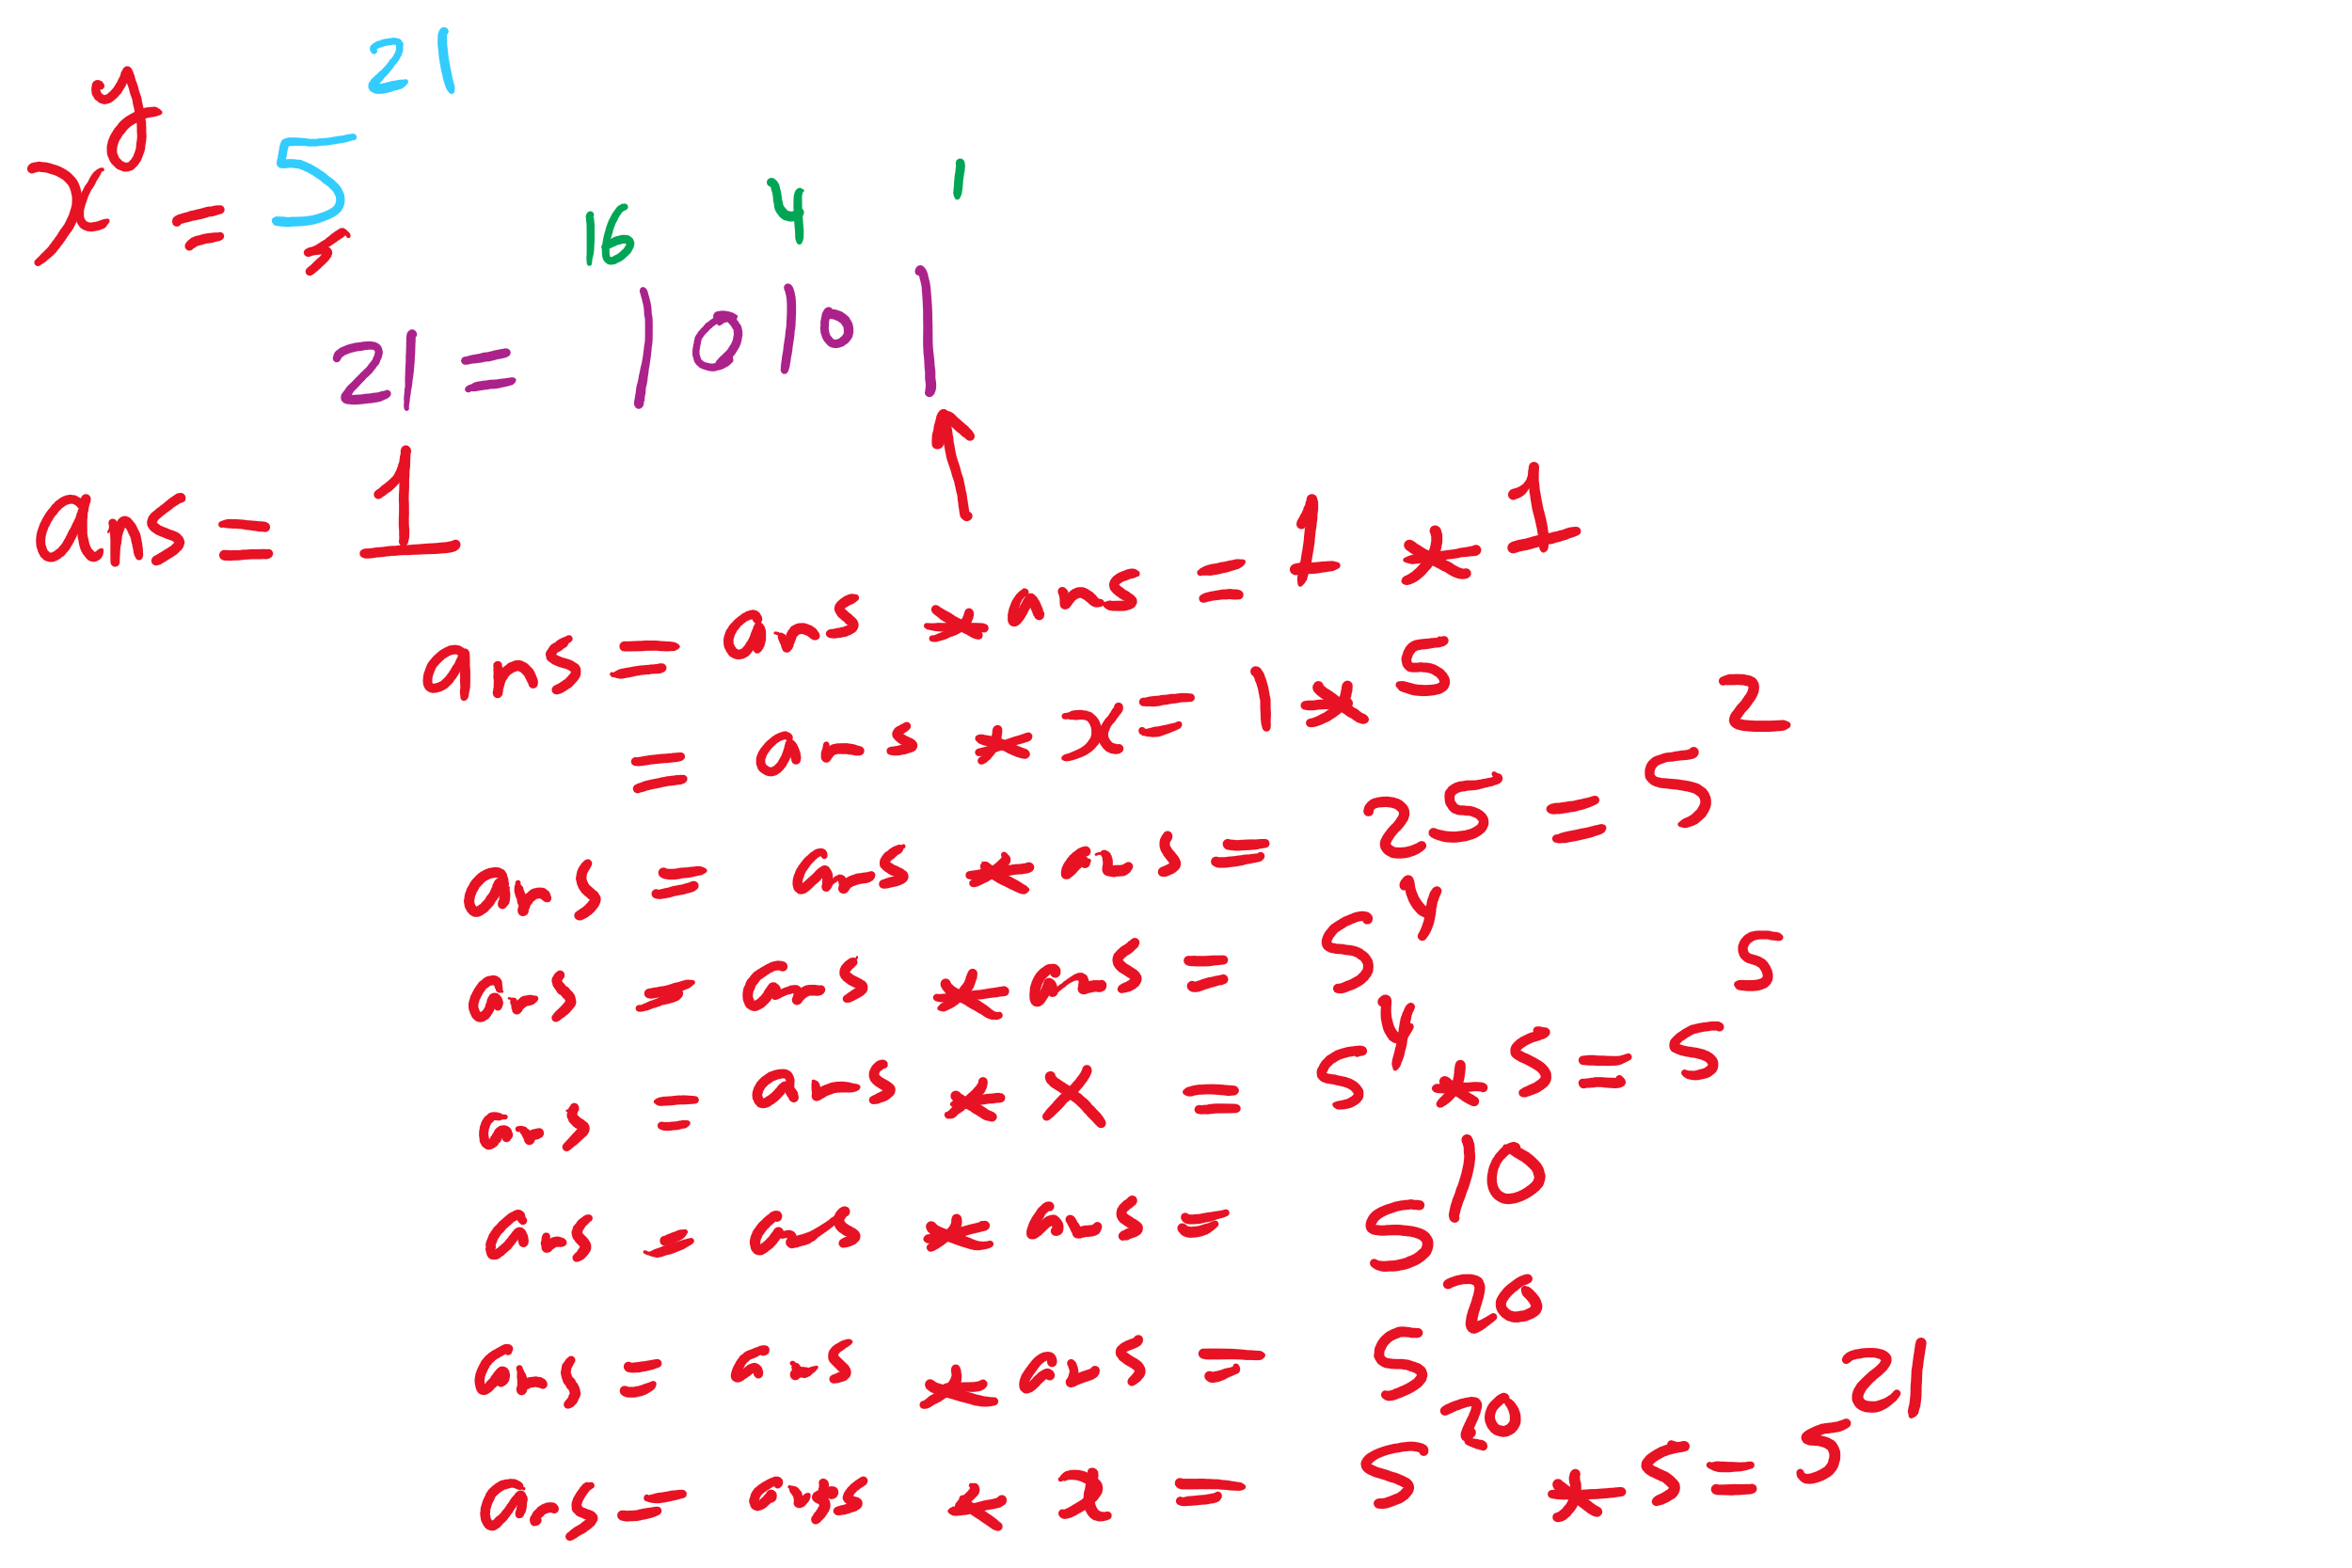 x^y = 5^21,
16 4 1
21 = 10101
ans = 1
ans = ans * ans = 1 * 1
= ans * x = 1 * 5
ans = ans * ans = 25 = 5^2
ans = ans * ans = 5^4
ans = ans * x = 5^4 * 5 = 5^5
ans = ans * ans = 5^10
ans = ans * ans = 5^20
ans = ans * x = 5^20 * 5 = 5^21